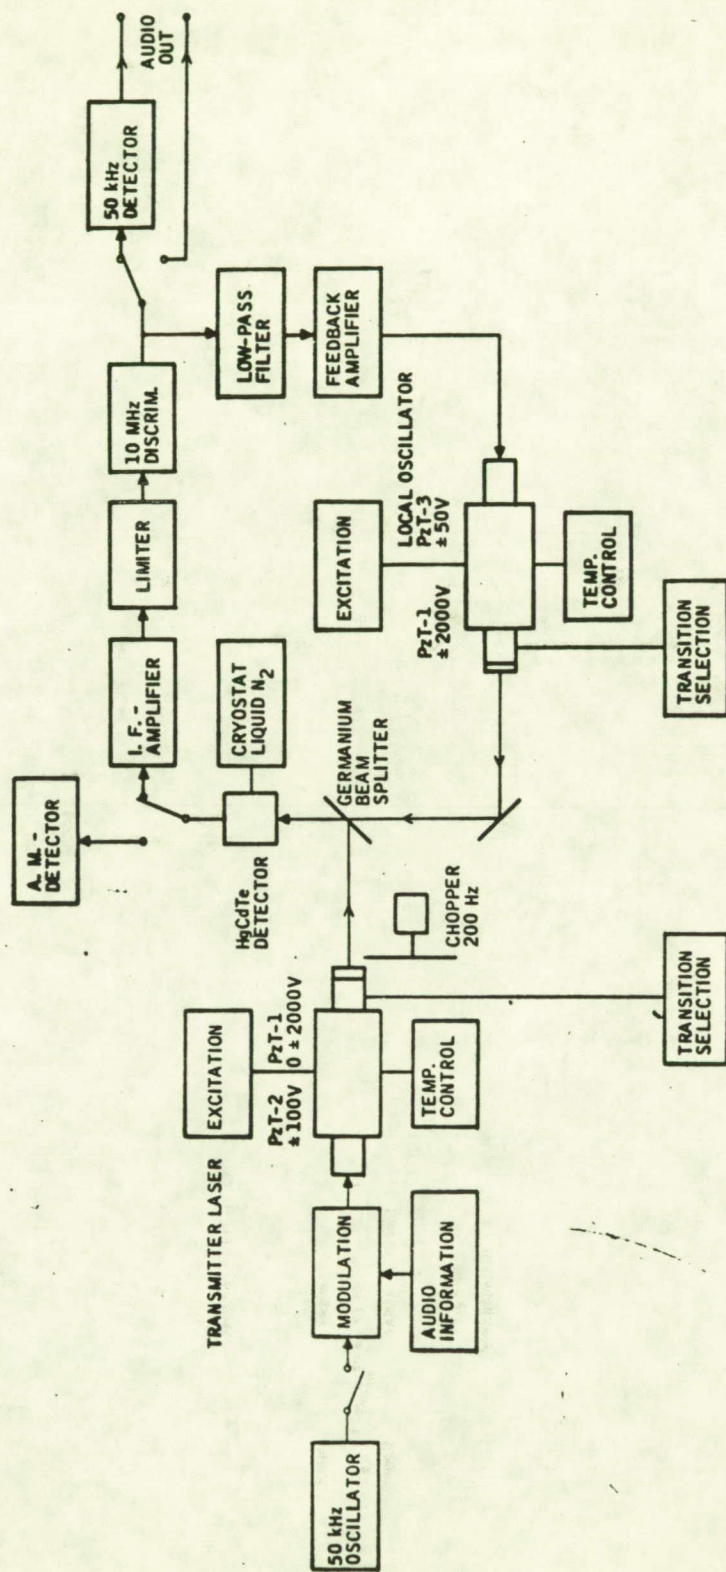 A. M. -
DETECTOR
I. F. -
AMPLIFIER
LIMITER
10 MHz
DISCRIM.
50 kHz
DETECTOR
AUDIO
OUT
HgCdTe
DETECTOR
CRYOSTAT
LIQUID N2
LOW-PASS
FILTER
FEEDBACK
AMPLIFIER
GERMANIUM
BEAM
SPLITTER
EXCITATION
LOCAL OSCILLATOR
PzT-1
± 2000V
PzT-3
± 50V
TEMP.
CONTROL
TRANSITION
SELECTION
TRANSMITTER LASER
EXCITATION
PzT-2
± 100V
PzT-1
0 ± 2000V
CHOPPER
200 Hz
50 kHz
OSCILLATOR
MODULATION
AUDIO
INFORMATION
TEMP.
CONTROL
TRANSITION
SELECTION